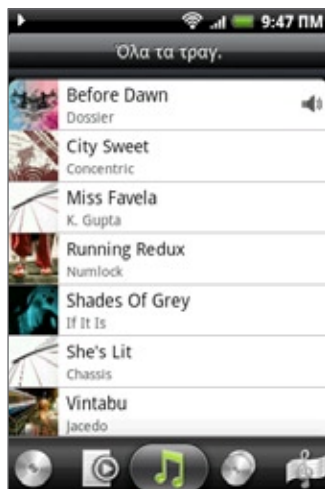 9:47 ΠΜ
Όλα τα τραγ.
Before Dawn
Dossier
City Sweet
Concentric
Miss Favela
K. Gupta
Running Redux
Numlock
Shades Of Grey
If It Is
She's Lit
Chassis
Vintabu
Jacedo